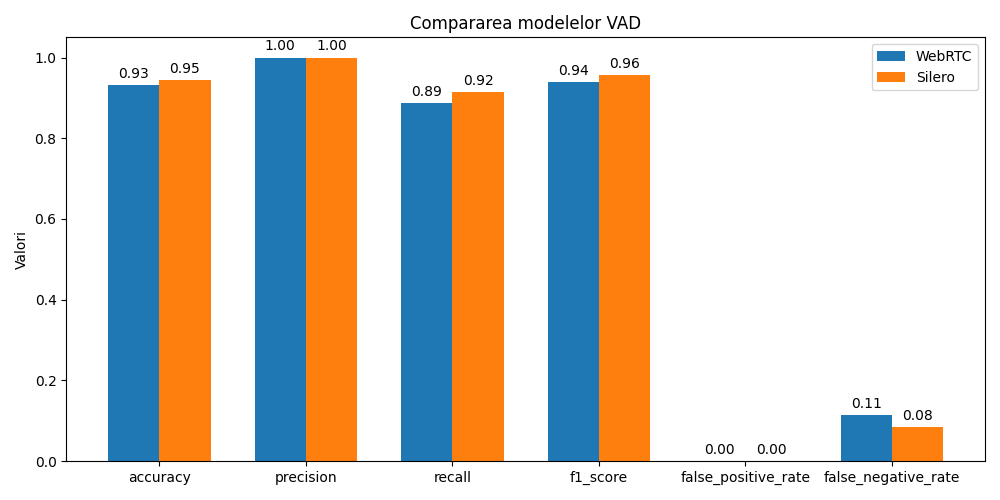 Compararea modelelor VAD
WebRTC
Silero
Valori
1.0
0.8
0.6
0.4
0.2
0.0
0.93
0.95
1.00
1.00
0.89
0.92
0.94
0.96
0.00
0.00
0.11
0.08
accuracy
precision
recall
f1_score
false_positive_rate
false_negative_rate